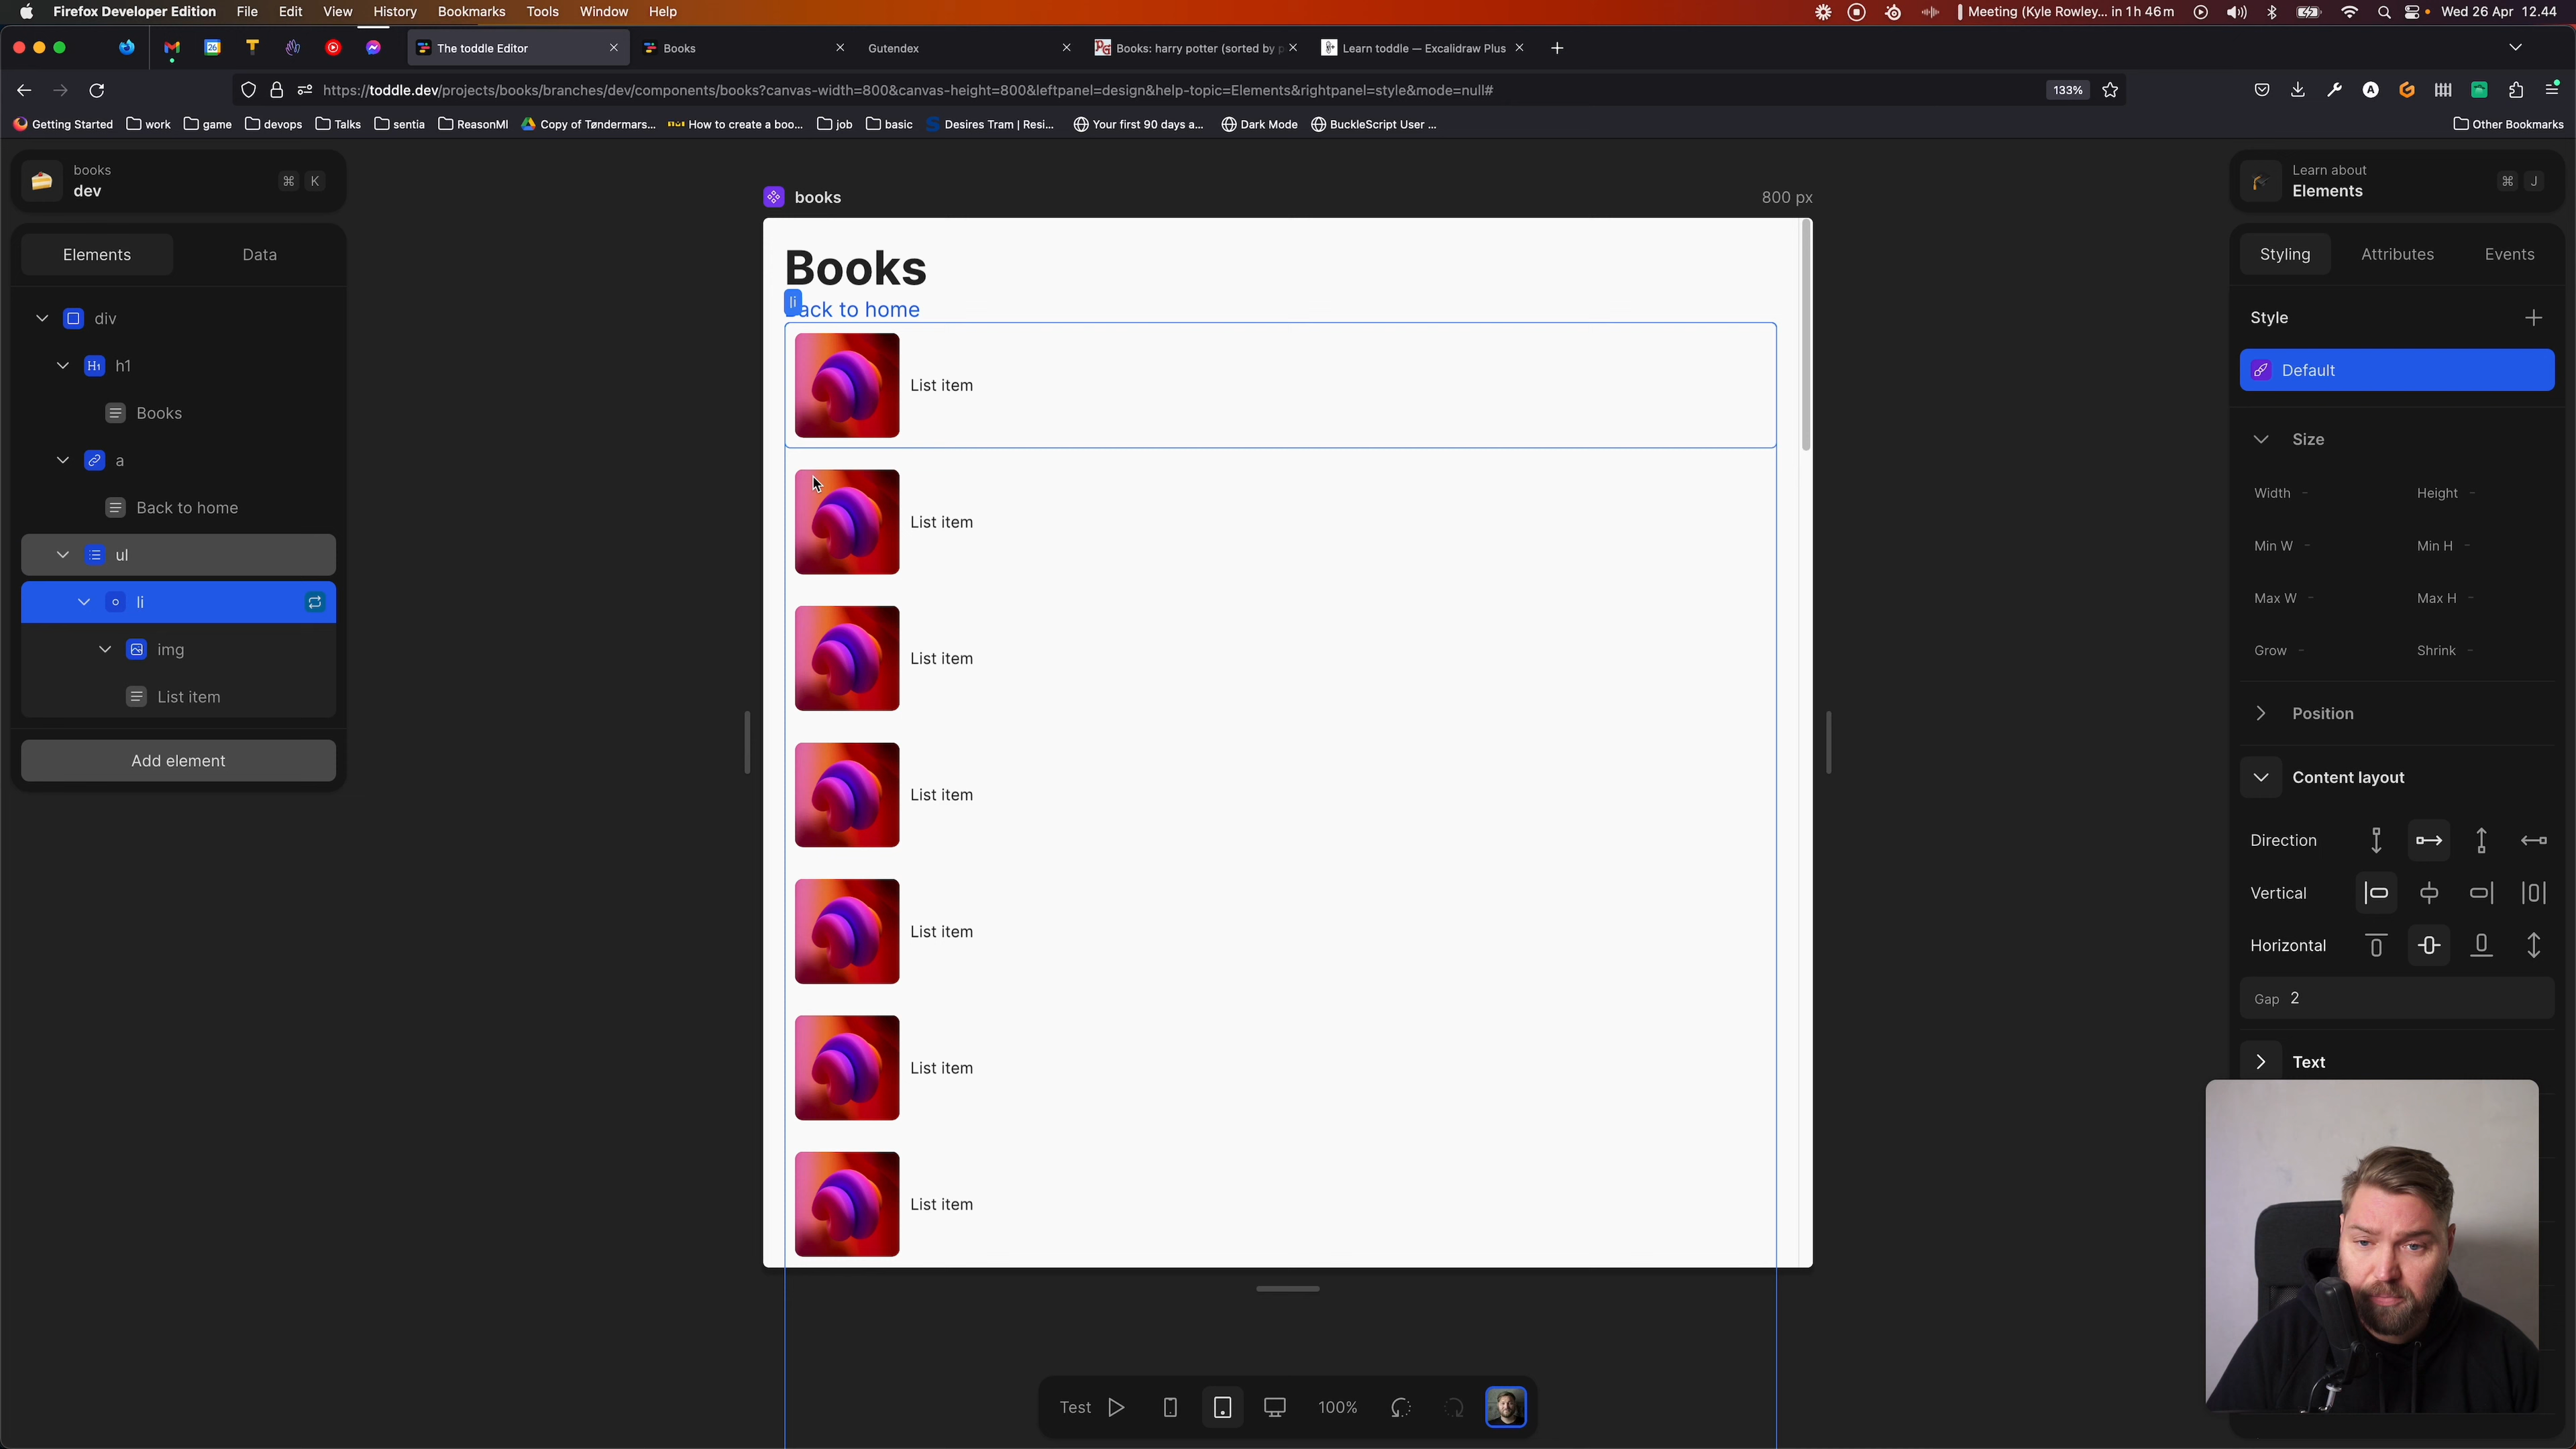 Firefox Developer Edition File Edit View History Bookmarks Tools Window Help
Meeting (Kyle Rowley... in 1 h 46 m Wed 26 Apr 12.44
The toddle Editor Books Gutendex Books: harry potter (sorted by p Learn toddle — Excalidraw Plus
https://toddle.dev/projects/books/branches/dev/components/books?canvas-width=800&canvas-height=800&leftpanel=design&help-topic=Elements&rightpanel=style&mode=null#
133%
Getting Started work game devops Talks sentia ReasonMl Copy of Tøndermars... How to create a boo... job basic Desires Tram | Resi... Your first 90 days a... Dark Mode BuckleScript User ... Other Bookmarks
books
dev
⌘ K
Elements Data
div
H1 h1
Books
a
Back to home
ul
li
img
List item
Add element
books 800 px
Books
li
ack to home
List item
List item
List item
List item
List item
List item
List item
Test 100%
Learn about
Elements
⌘ J
Styling Attributes Events
Style
Default
Size
Width - Height -
Min W - Min H -
Max W - Max H -
Grow - Shrink -
Position
Content layout
Direction
Vertical
Horizontal
Gap 2
Text